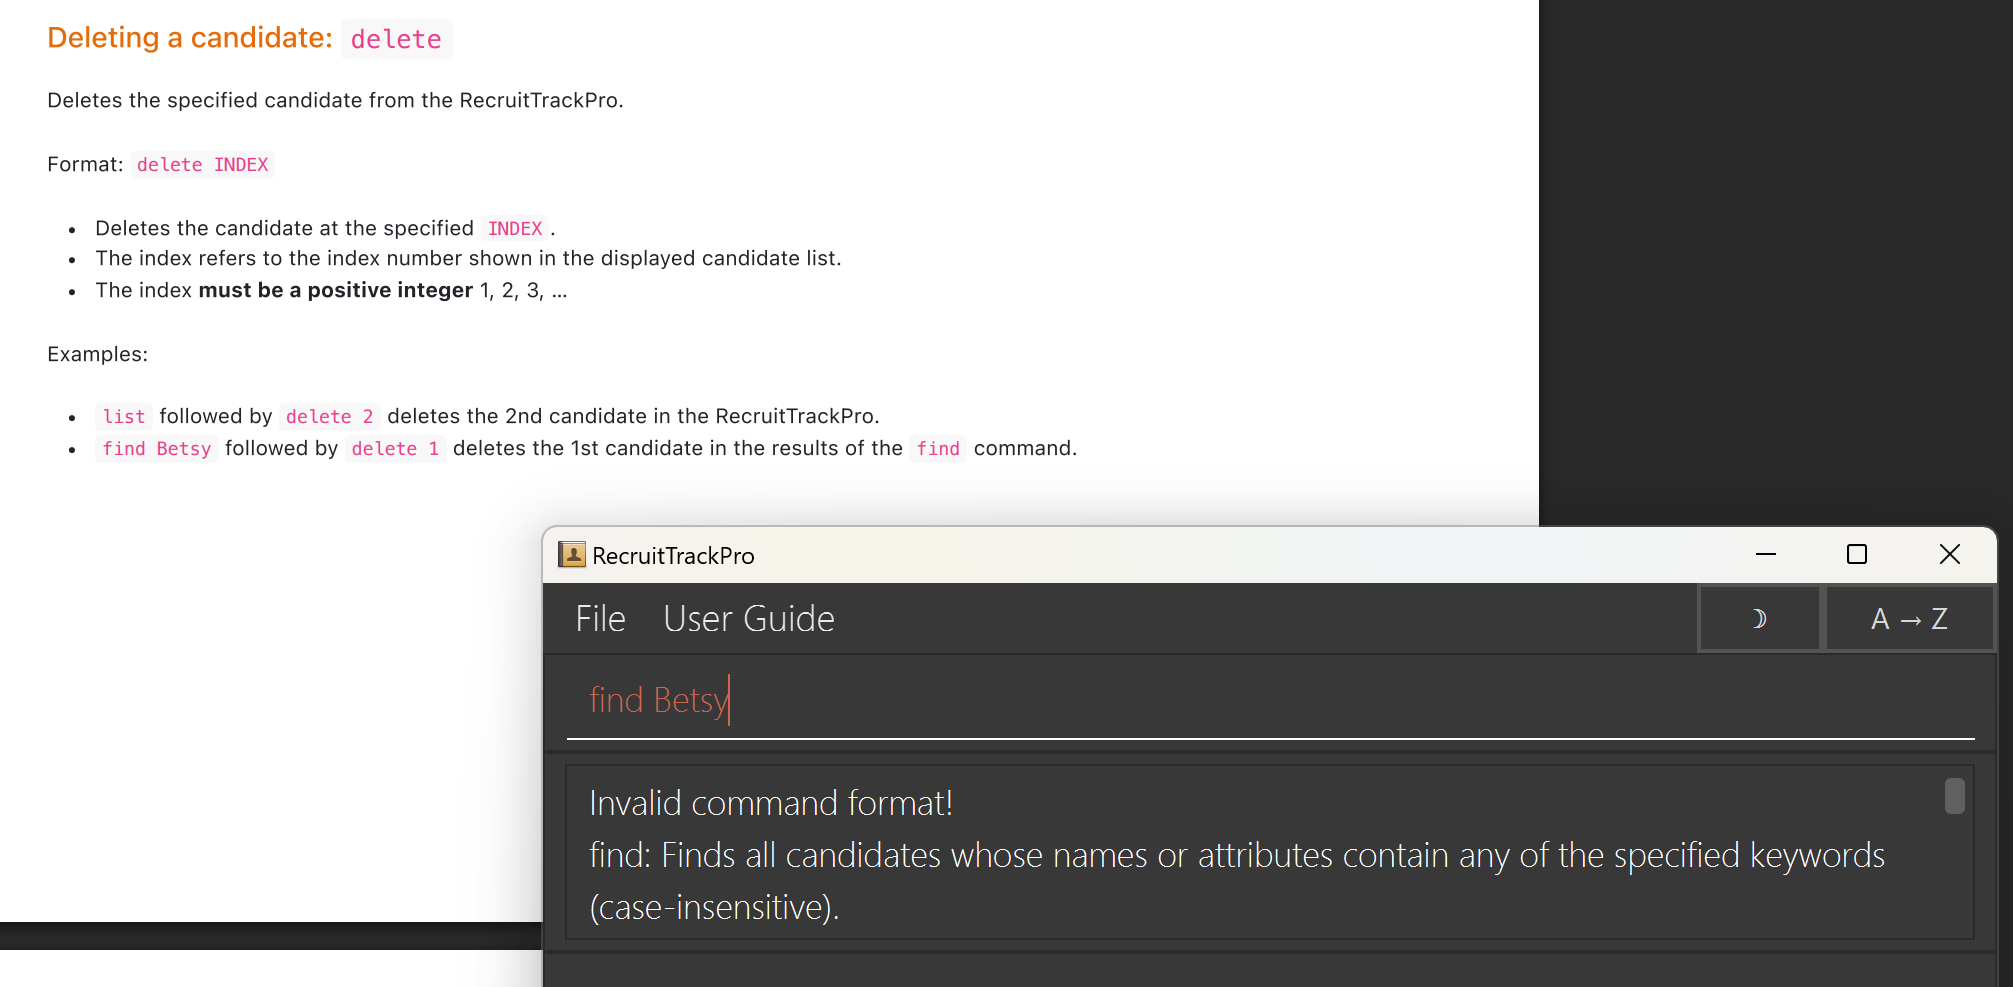 Deleting a candidate: delete
Deletes the specified candidate from the RecruitTrackPro.
Format: delete INDEX
• Deletes the candidate at the specified INDEX.
• The index refers to the index number shown in the displayed candidate list.
• The index must be a positive integer 1, 2, 3, …
Examples:
• list followed by delete 2 deletes the 2nd candidate in the RecruitTrackPro.
• find Betsy followed by delete 1 deletes the 1st candidate in the results of the find command.
RecruitTrackPro
File User Guide A → Z
find Betsy
Invalid command format!
find: Finds all candidates whose names or attributes contain any of the specified keywords
(case-insensitive).